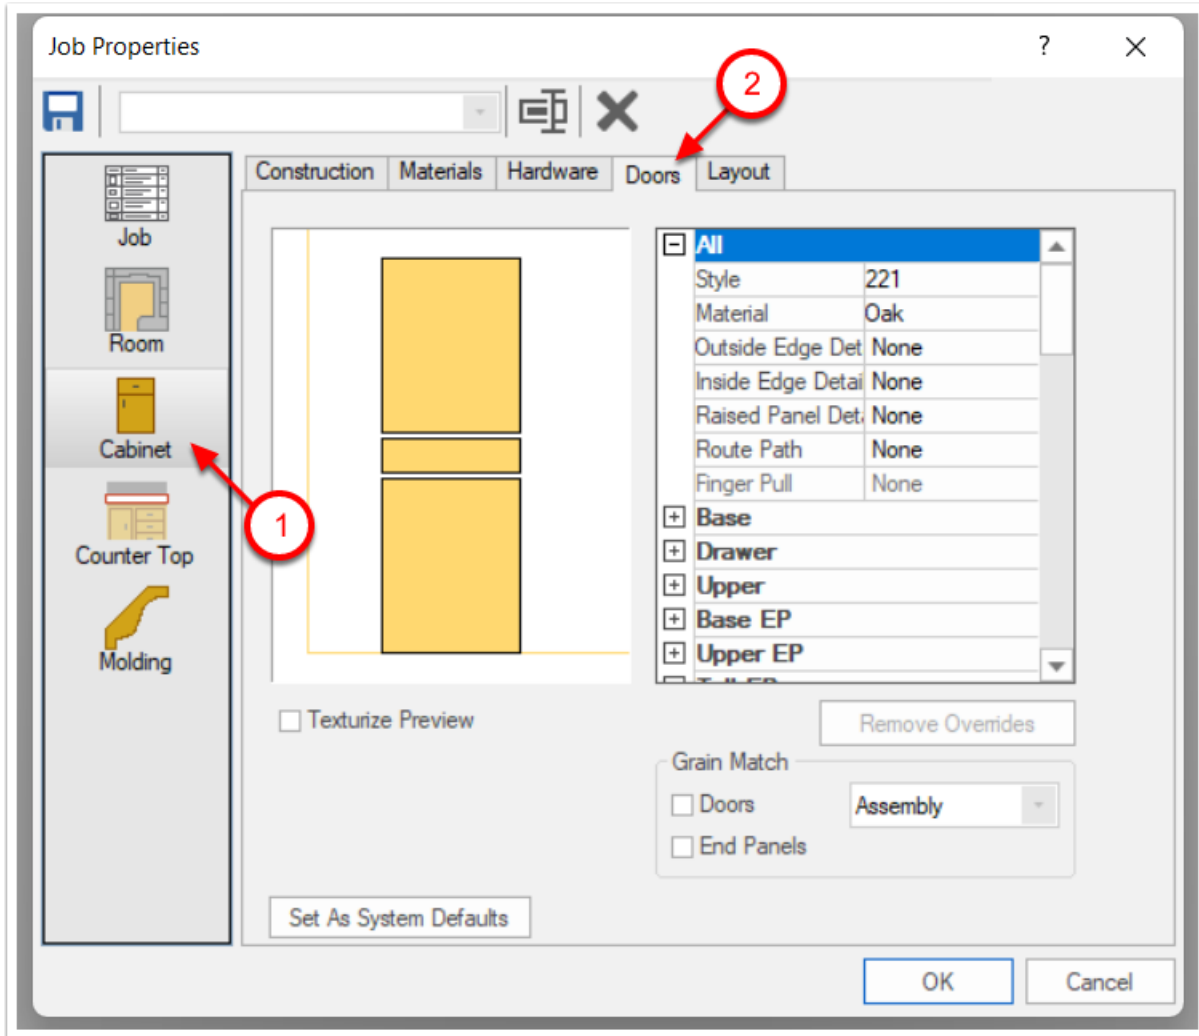 Job Properties
?
2
Construction Materials Hardware Doors Layout
Job
Room
Cabinet
1
Counter Top
Molding
All
Style 221
Material Oak
Outside Edge Det None
Inside Edge Detai None
Raised Panel Det None
Route Path None
Finger Pull None
Base
Drawer
Upper
Base EP
Upper EP
Texturize Preview
Remove Overrides
Grain Match
Doors Assembly
End Panels
Set As System Defaults
OK Cancel